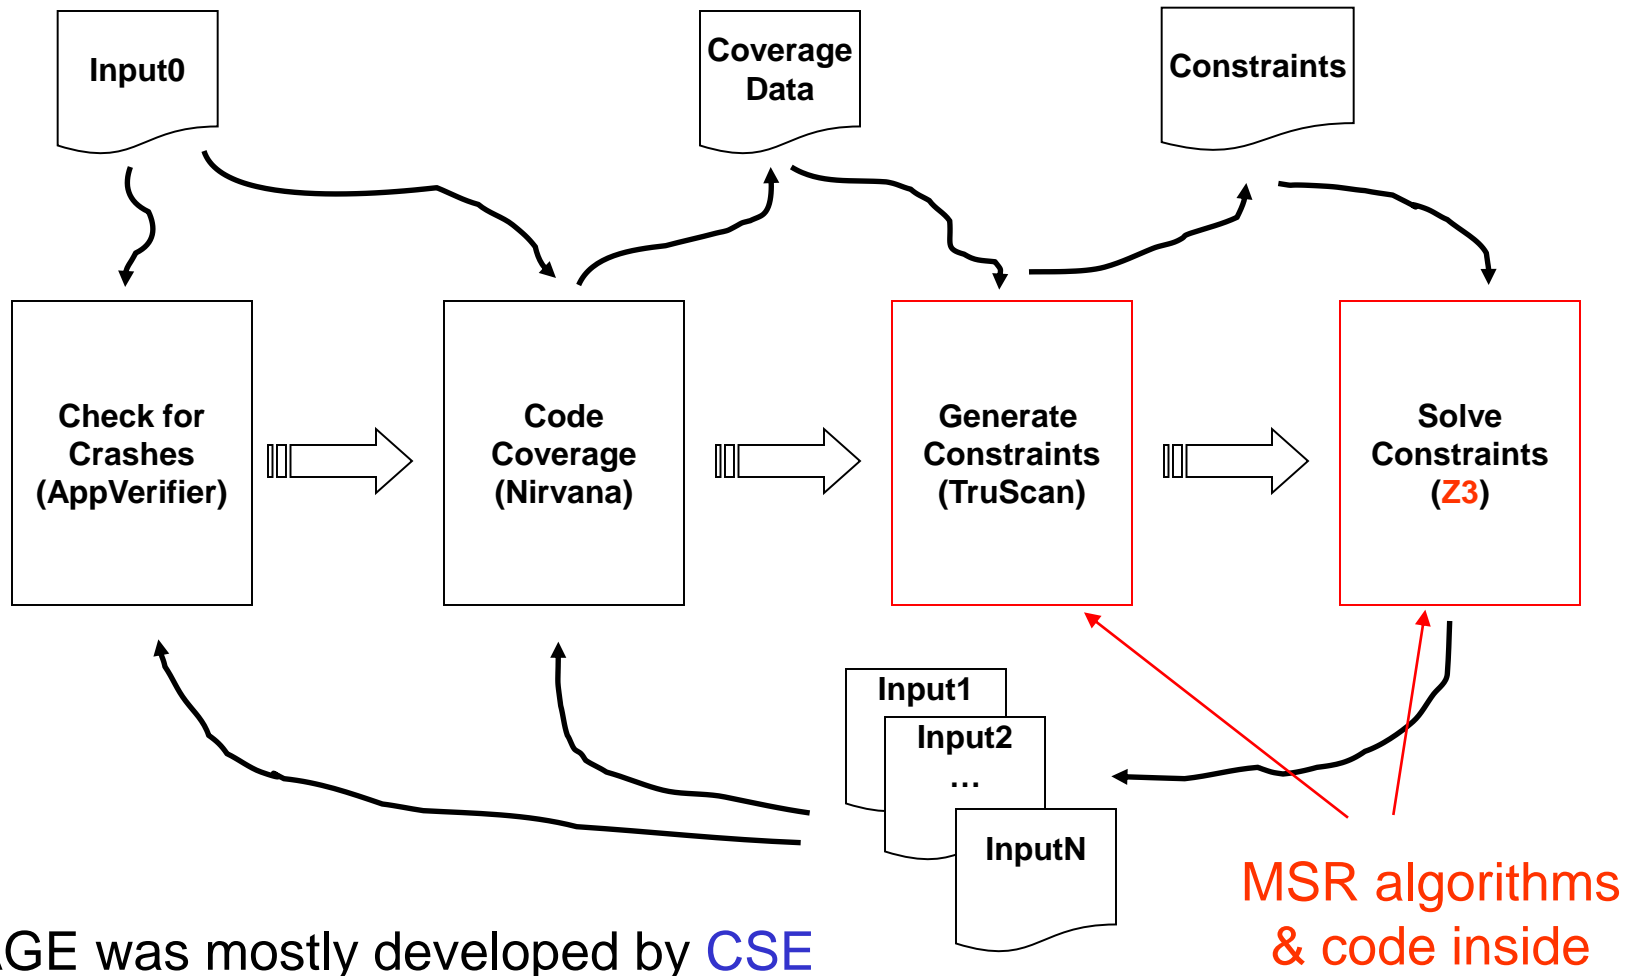 Input0
Coverage
Data
Constraints
Check for
Crashes
(AppVerifier)
Code
Coverage
(Nirvana)
Generate
Constraints
(TruScan)
Solve
Constraints
(Z3)
Input1
Input2
...
InputN
MSR algorithms
& code inside
AGE was mostly developed by CSE